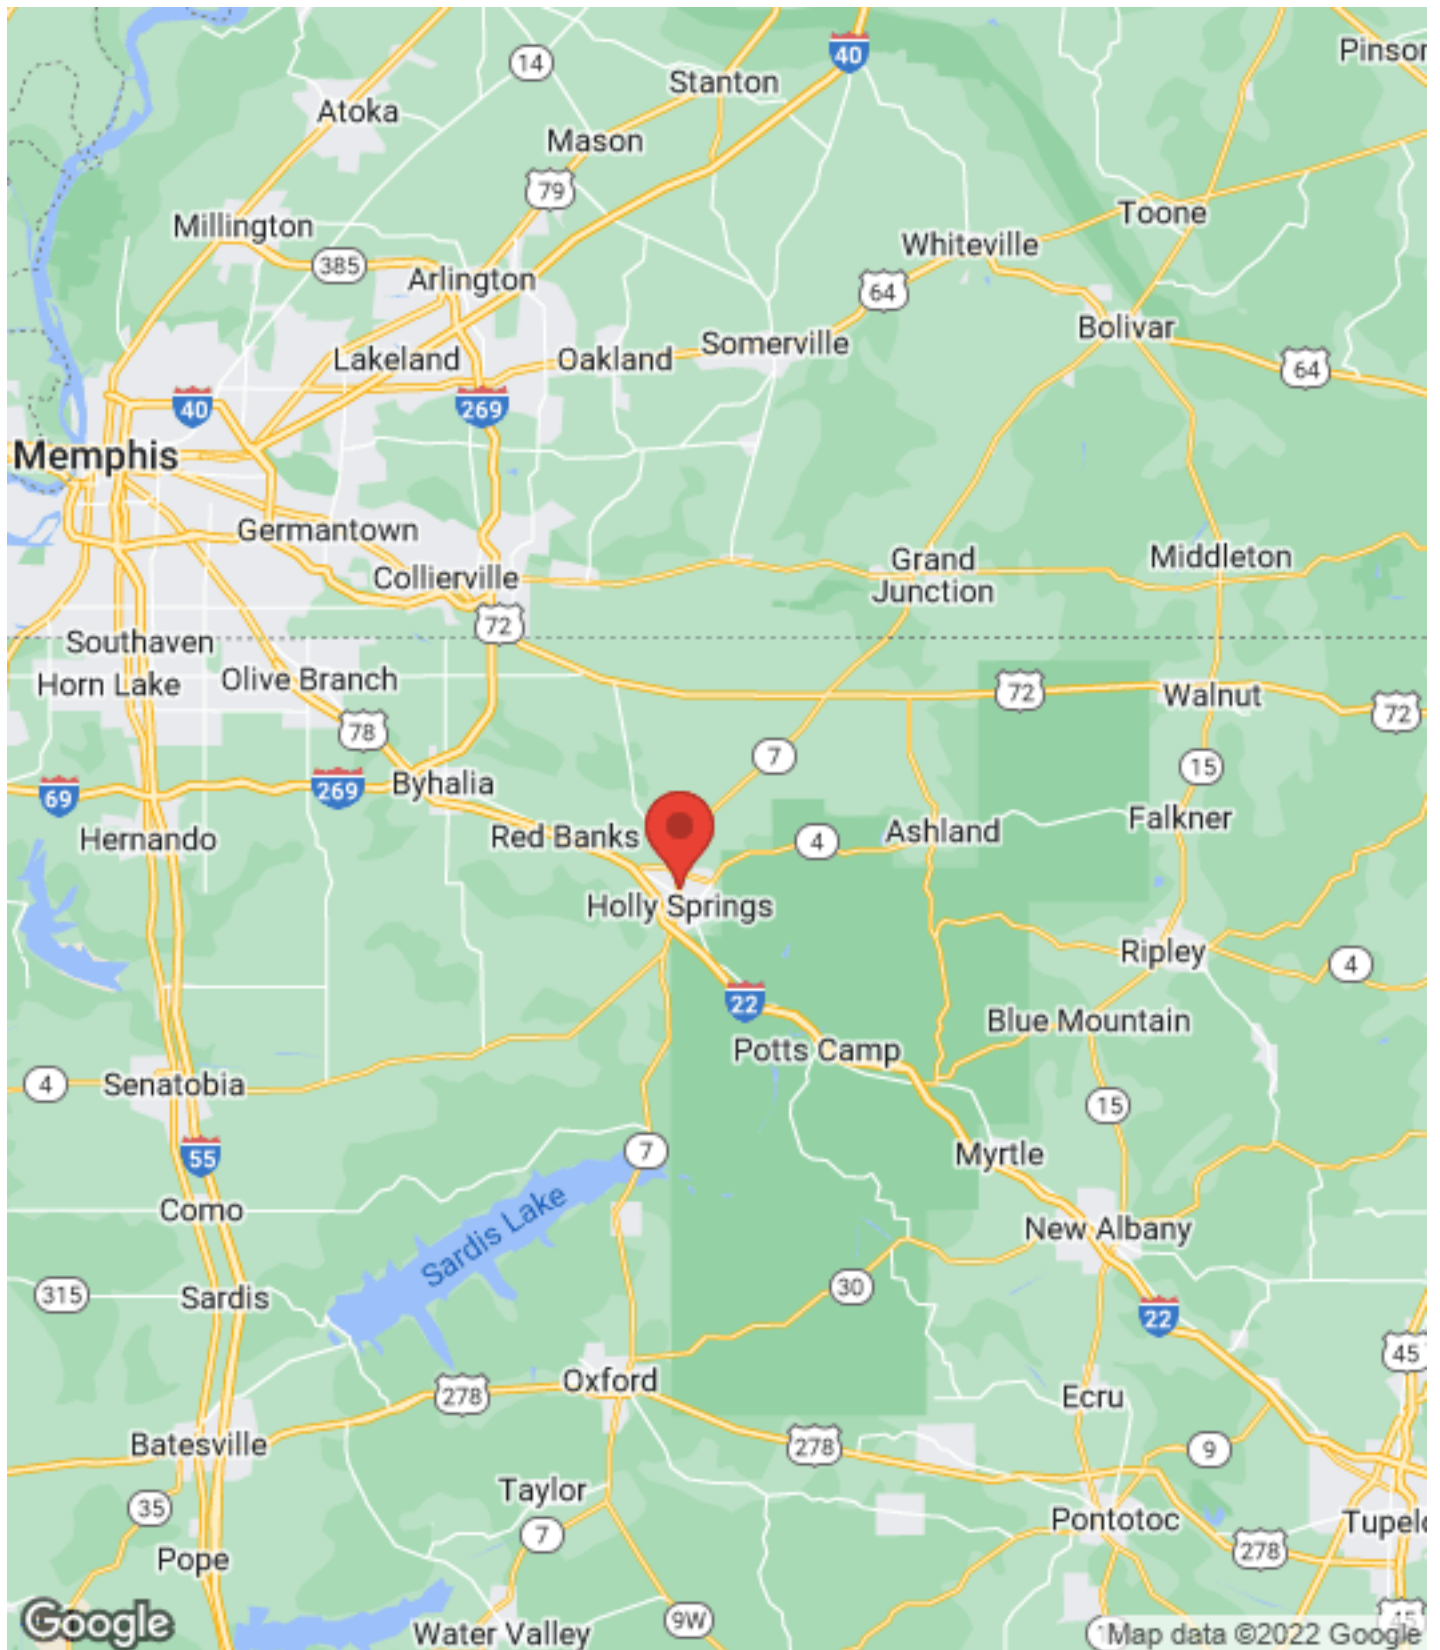 40
Pinsor
14
Stanton
Atoka
Mason
79
Toone
Millington
Whiteville
385
Arlington
64
Bolivar
Somerville
Lakeland
Oakland
64
40
269
Memphis
Germantown
Grand
Junction
Middleton
Collierville
72
Southaven
Horn Lake
Olive Branch
72
Walnut
72
78
7
15
Byhalia
269
69
Falkner
Hernando
Red Banks
4
Ashland
Holly Springs
Ripley
4
22
Blue Mountain
Potts Camp
4
Senatobia
15
7
55
Myrtle
Como
Sardis Lake
New Albany
315
Sardis
30
22
45
Oxford
278
Ecru
Batesville
278
9
Taylor
35
7
Pontotoc
Tupelo
278
Pope
Google
Water Valley
9W
45
Map data ©2022 Google